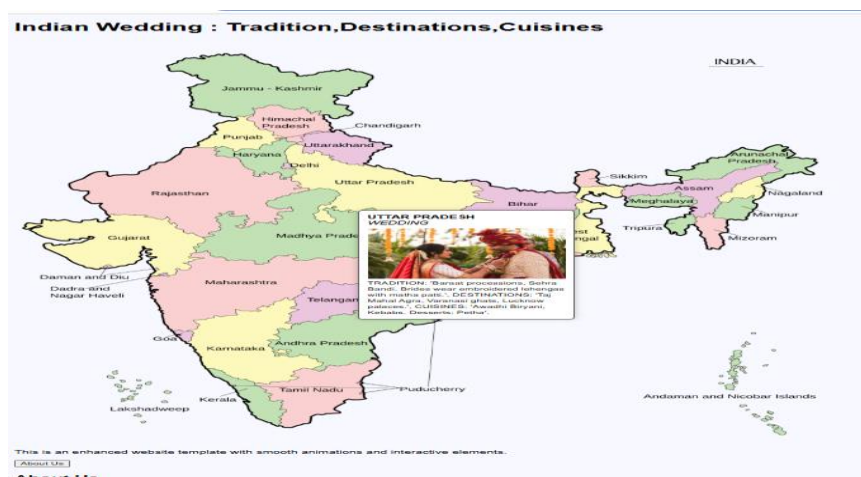 Indian Wedding : Tradition,Destinations,Cuisines
INDIA
Jammu - Kashmir
Himachal
Pradesh
Chandigarh
Punjab
Uttarakhand
Haryana
Delhi
Arunachal
Pradesh
Sikkim
Rajasthan
Uttar Pradesh
Assam
Nagaland
Bihar
Meghalaya
Manipur
Tripura
Mizoram
UTTAR PRADESH
WEDDING
Gujarat
Madhya Prade
est
ngal
Daman and Diu
Dadra and
Nagar Haveli
Maharashtra
TRADITION: 'Baraat processions, Sehra
Bandi. Brides wear embroidered lehengas
with matha patti.', DESTINATIONS: 'Taj
Mahal Agra, Varanasi ghats, Lucknow
palaces.', CUISINES: 'Awadhi Biryani,
Kebabs. Desserts: Petha'.
Telangan
Goa
Karnataka
Andhra Pradesh
Tamil Nadu
Puducherry
Kerala
Lakshadweep
Andaman and Nicobar Islands
This is an enhanced website template with smooth animations and interactive elements.
About Us
About Us